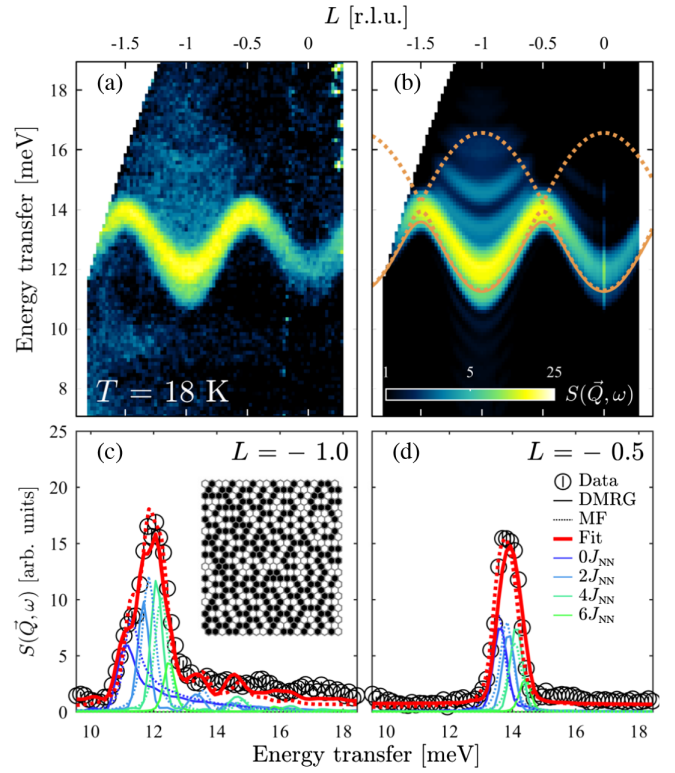 L [r.l.u.]
-1.5 -1 -0.5 0 -1.5 -1 -0.5 0
(a) (b)
Energy transfer [meV]
18
16
14
12
10
8
T = 18 K
1 5 25
S(Q⃗,ω)
25
20
15
10
5
0
S(Q⃗,ω) [arb. units]
(c) L = − 1.0
(d) L = − 0.5
Data
DMRG
MF
Fit
0J_NN
2J_NN
4J_NN
6J_NN
10 12 14 16 18 10 12 14 16 18
Energy transfer [meV]